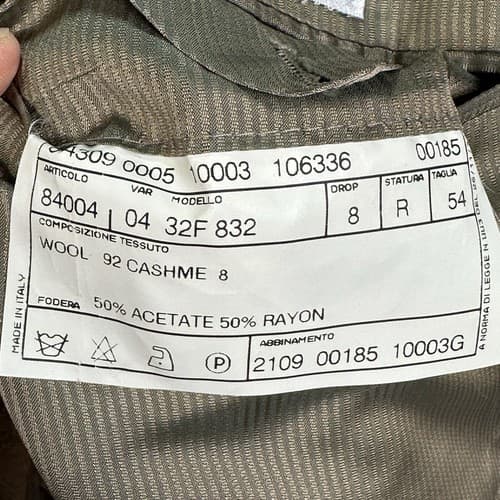 84309 0005 10003 106336 00185
ARTICOLO VAR MODELLO DROP STATURA TAGLIA
84004 04 32F 832 8 R 54
COMPOSIZIONE TESSUTO
WOOL 92 CASHME 8
FODERA 50% ACETATE 50% RAYON
ABBINAMENTO
P 2109 00185 10003G
MADE IN ITALY
A NORMA DI LEGGE N